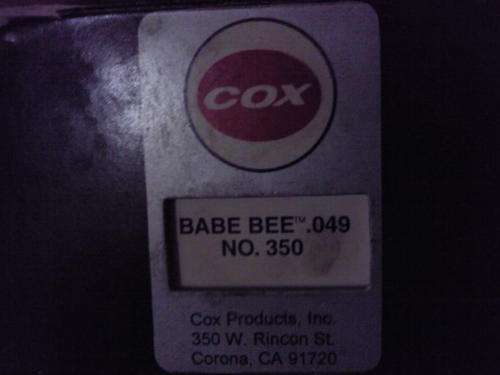 COX
BABE BEE™.049
NO. 350
Cox Products, Inc.
350 W. Rincon St.
Corona, CA 91720